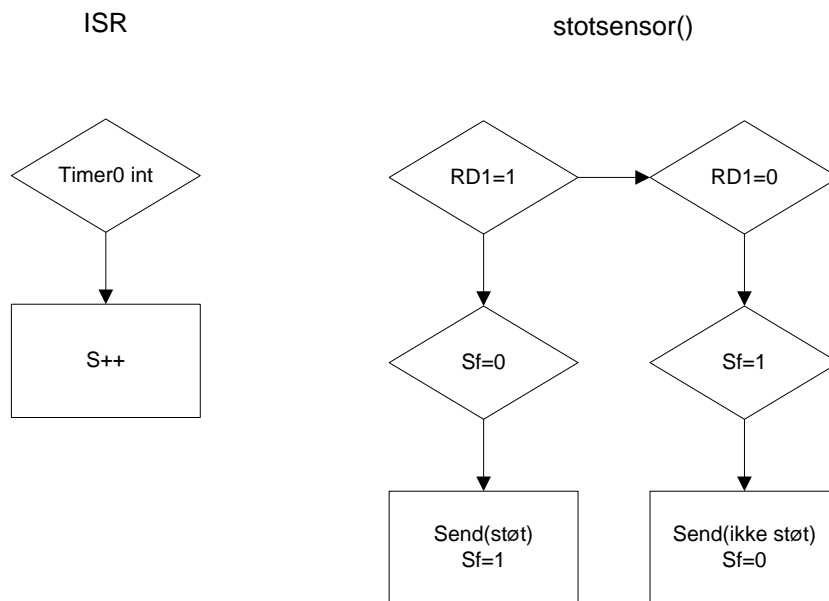 ISR
Timer0 int
S++
stotsensor()
RD1=1
RD1=0
Sf=0
Sf=1
Send(støt)
Sf=1
Send(ikke støt)
Sf=0